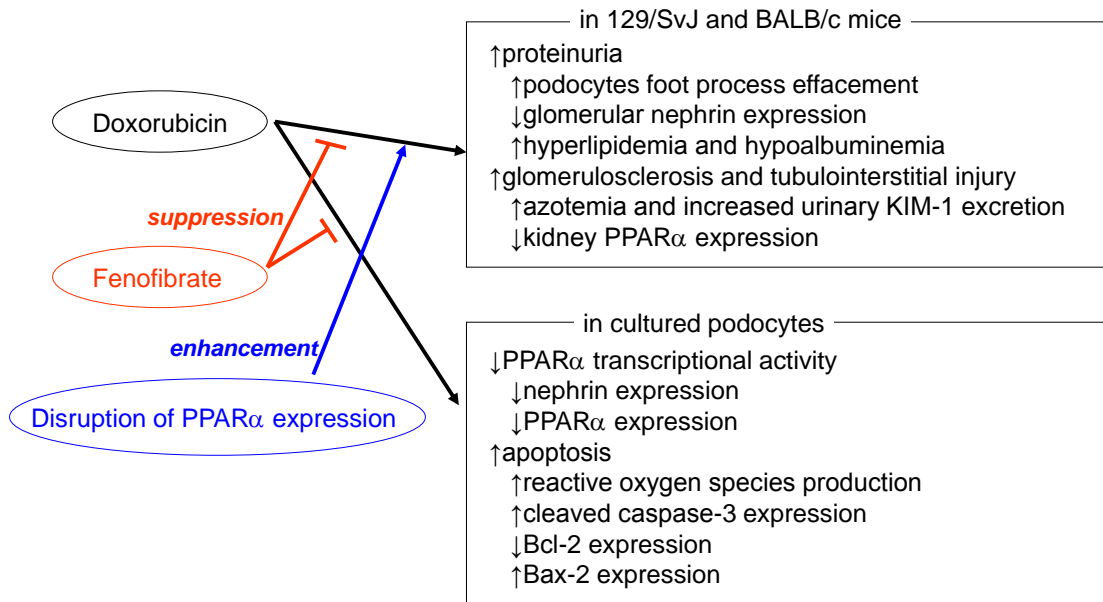 in 129/SvJ and BALB/c mice
↑proteinuria
↑podocytes foot process effacement
↓glomerular nephrin expression
↑hyperlipidemia and hypoalbuminemia
↑glomerulosclerosis and tubulointerstitial injury
↑azotemia and increased urinary KIM-1 excretion
↓kidney PPARα expression
Doxorubicin
suppression
Fenofibrate
enhancement
Disruption of PPARα expression
in cultured podocytes
↓PPARα transcriptional activity
↓nephrin expression
↓PPARα expression
↑apoptosis
↑reactive oxygen species production
↑cleaved caspase-3 expression
↓Bcl-2 expression
↑Bax-2 expression